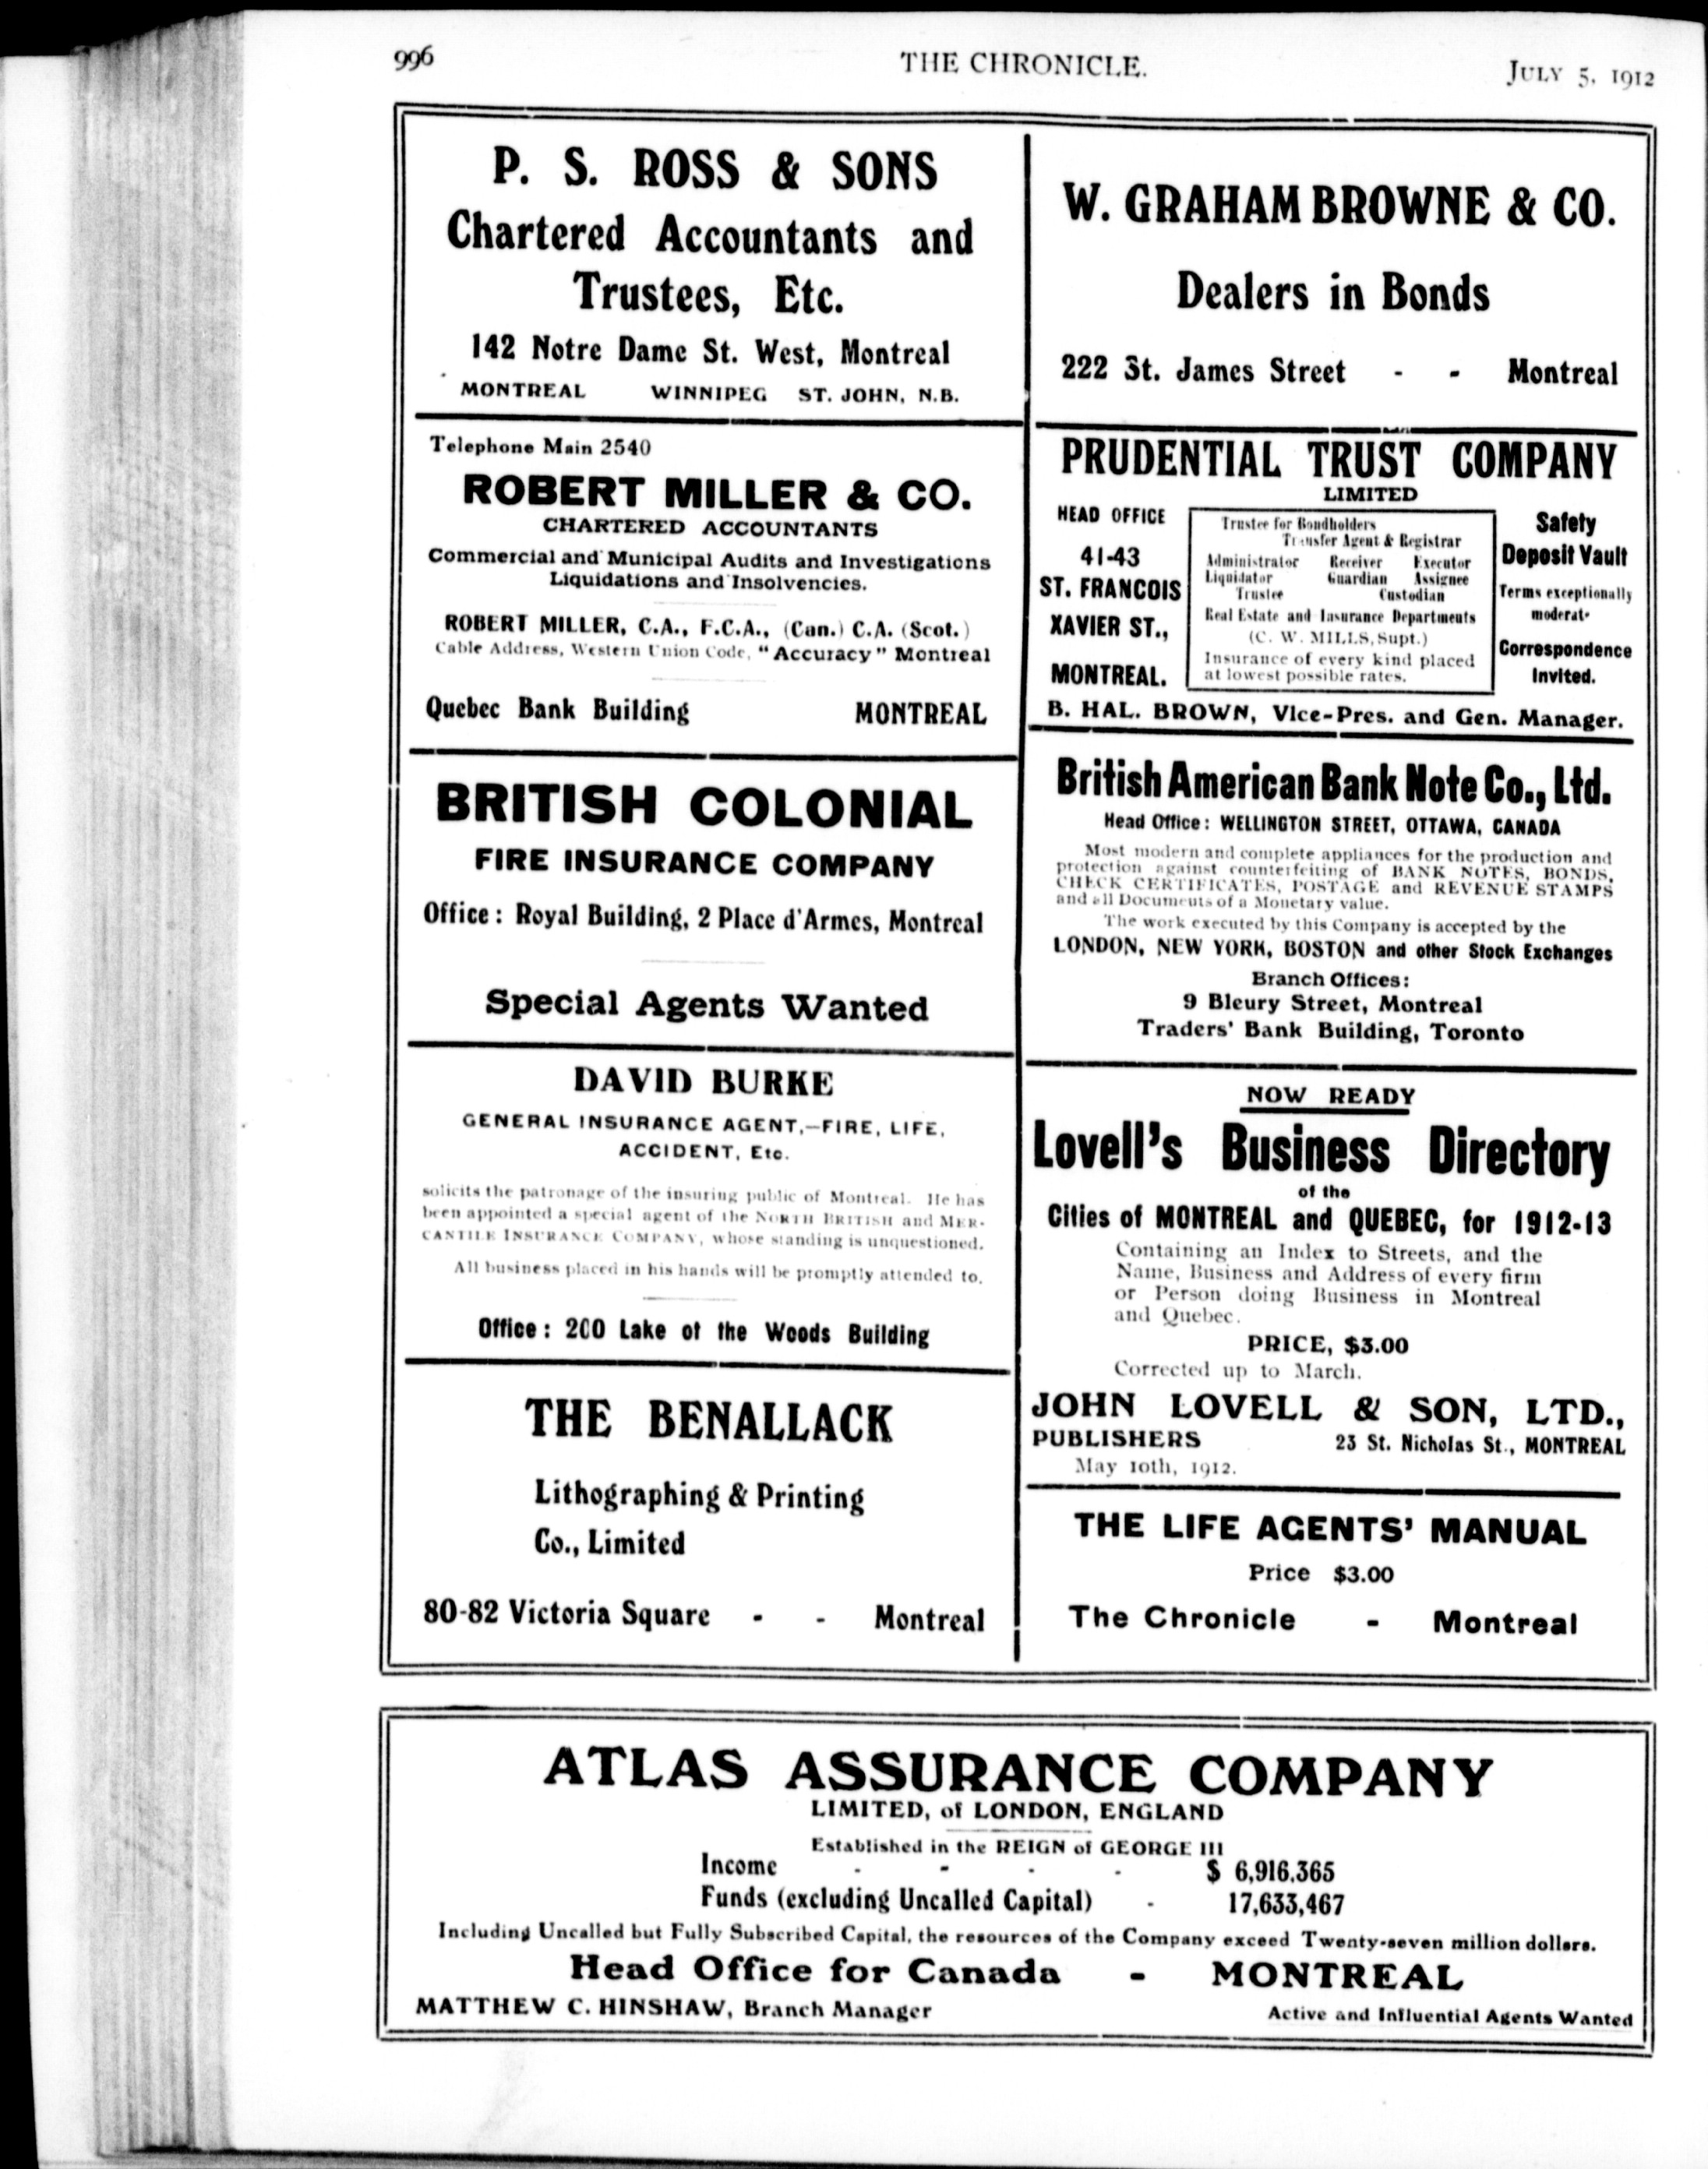 996
THE CHRONICLE.
JULY 5, 1912
P. S. ROSS & SONS
Chartered Accountants and
Trustees, Etc.
142 Notre Dame St. West, Montreal
MONTREAL WINNIPEG ST. JOHN, N.B.
Telephone Main 2540
ROBERT MILLER & CO.
CHARTERED ACCOUNTANTS
Commercial and Municipal Audits and Investigations
Liquidations and Insolvencies.
ROBERT MILLER, C.A., F.C.A., (Can.) C.A. (Scot.)
Cable Address, Western Union Code, "Accuracy" Montreal
Quebec Bank Building MONTREAL
BRITISH COLONIAL
FIRE INSURANCE COMPANY
Office: Royal Building, 2 Place d'Armes, Montreal
Special Agents Wanted
DAVID BURKE
GENERAL INSURANCE AGENT,—FIRE, LIFE,
ACCIDENT, Etc.
solicits the patronage of the insuring public of Montreal. He has
been appointed a special agent of the NORTH BRITISH and MER-
CANTILE INSURANCE COMPANY, whose standing is unquestioned.
All business placed in his hands will be promptly attended to.
Office: 200 Lake of the Woods Building
THE BENALLACK
Lithographing & Printing
Co., Limited
80-82 Victoria Square - - Montreal
W. GRAHAM BROWNE & CO.
Dealers in Bonds
222 St. James Street - - Montreal
PRUDENTIAL TRUST COMPANY
LIMITED
HEAD OFFICE
41-43
ST. FRANCOIS
XAVIER ST.,
MONTREAL.
Trustee for Bondholders
Transfer Agent & Registrar
Administrator Receiver Executor
Liquidator Guardian Assignee
Trustee Custodian
Real Estate and Insurance Departments
(C. W. MILLS, Supt.)
Insurance of every kind placed
at lowest possible rates.
Safety
Deposit Vault
Terms exceptionally
moderate
Correspondence
Invited.
B. HAL. BROWN, Vice-Pres. and Gen. Manager.
British American Bank Note Co., Ltd.
Head Office: WELLINGTON STREET, OTTAWA, CANADA
Most modern and complete appliances for the production and
protection against counterfeiting of BANK NOTES, BONDS,
CHECK CERTIFICATES, POSTAGE and REVENUE STAMPS
and all Documents of a Monetary value.
The work executed by this Company is accepted by the
LONDON, NEW YORK, BOSTON and other Stock Exchanges
Branch Offices:
9 Bleury Street, Montreal
Traders' Bank Building, Toronto
NOW READY
Lovell's Business Directory
of the
Cities of MONTREAL and QUEBEC, for 1912-13
Containing an Index to Streets, and the
Name, Business and Address of every firm
or Person doing Business in Montreal
and Quebec.
PRICE, $3.00
Corrected up to March.
JOHN LOVELL & SON, LTD.,
PUBLISHERS 23 St. Nicholas St., MONTREAL
May 10th, 1912.
THE LIFE AGENTS' MANUAL
Price $3.00
The Chronicle - Montreal
ATLAS ASSURANCE COMPANY
LIMITED, of LONDON, ENGLAND
Established in the REIGN of GEORGE III
Income - - - - $ 6,916,365
Funds (excluding Uncalled Capital) - 17,633,467
Including Uncalled but Fully Subscribed Capital, the resources of the Company exceed Twenty-seven million dollars.
Head Office for Canada - MONTREAL
MATTHEW C. HINSHAW, Branch Manager Active and Influential Agents Wanted